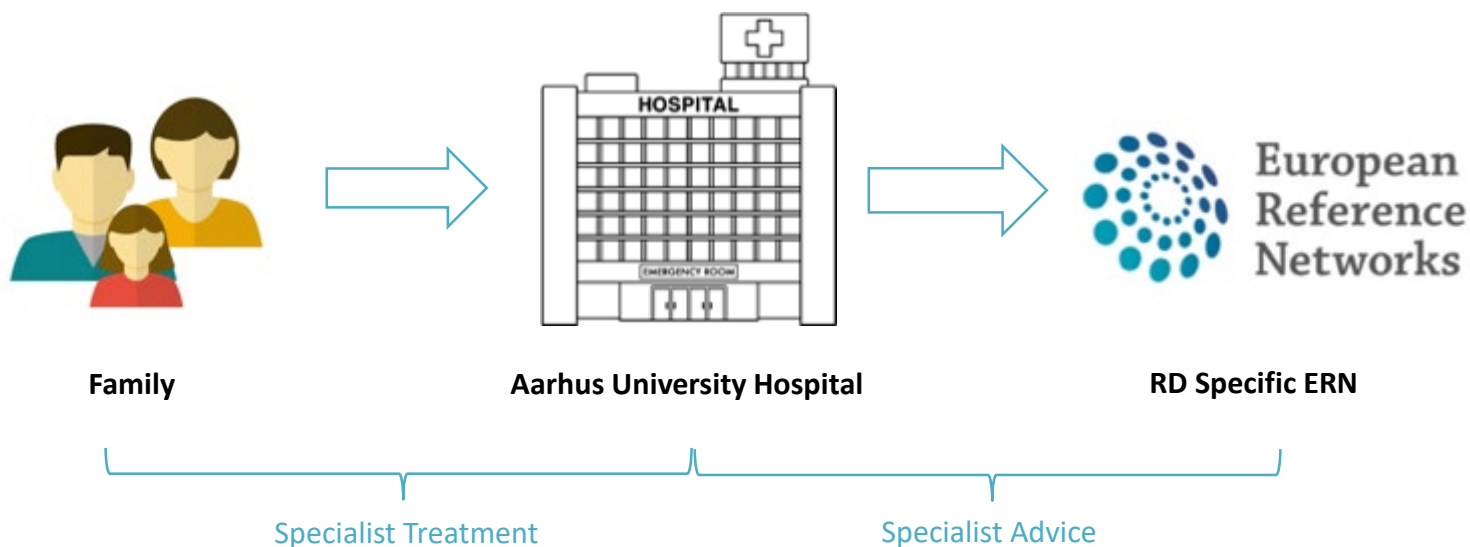 HOSPITAL
EMERGENCY ROOM
European
Reference
Networks
Family
Aarhus University Hospital
RD Specific ERN
Specialist Treatment
Specialist Advice